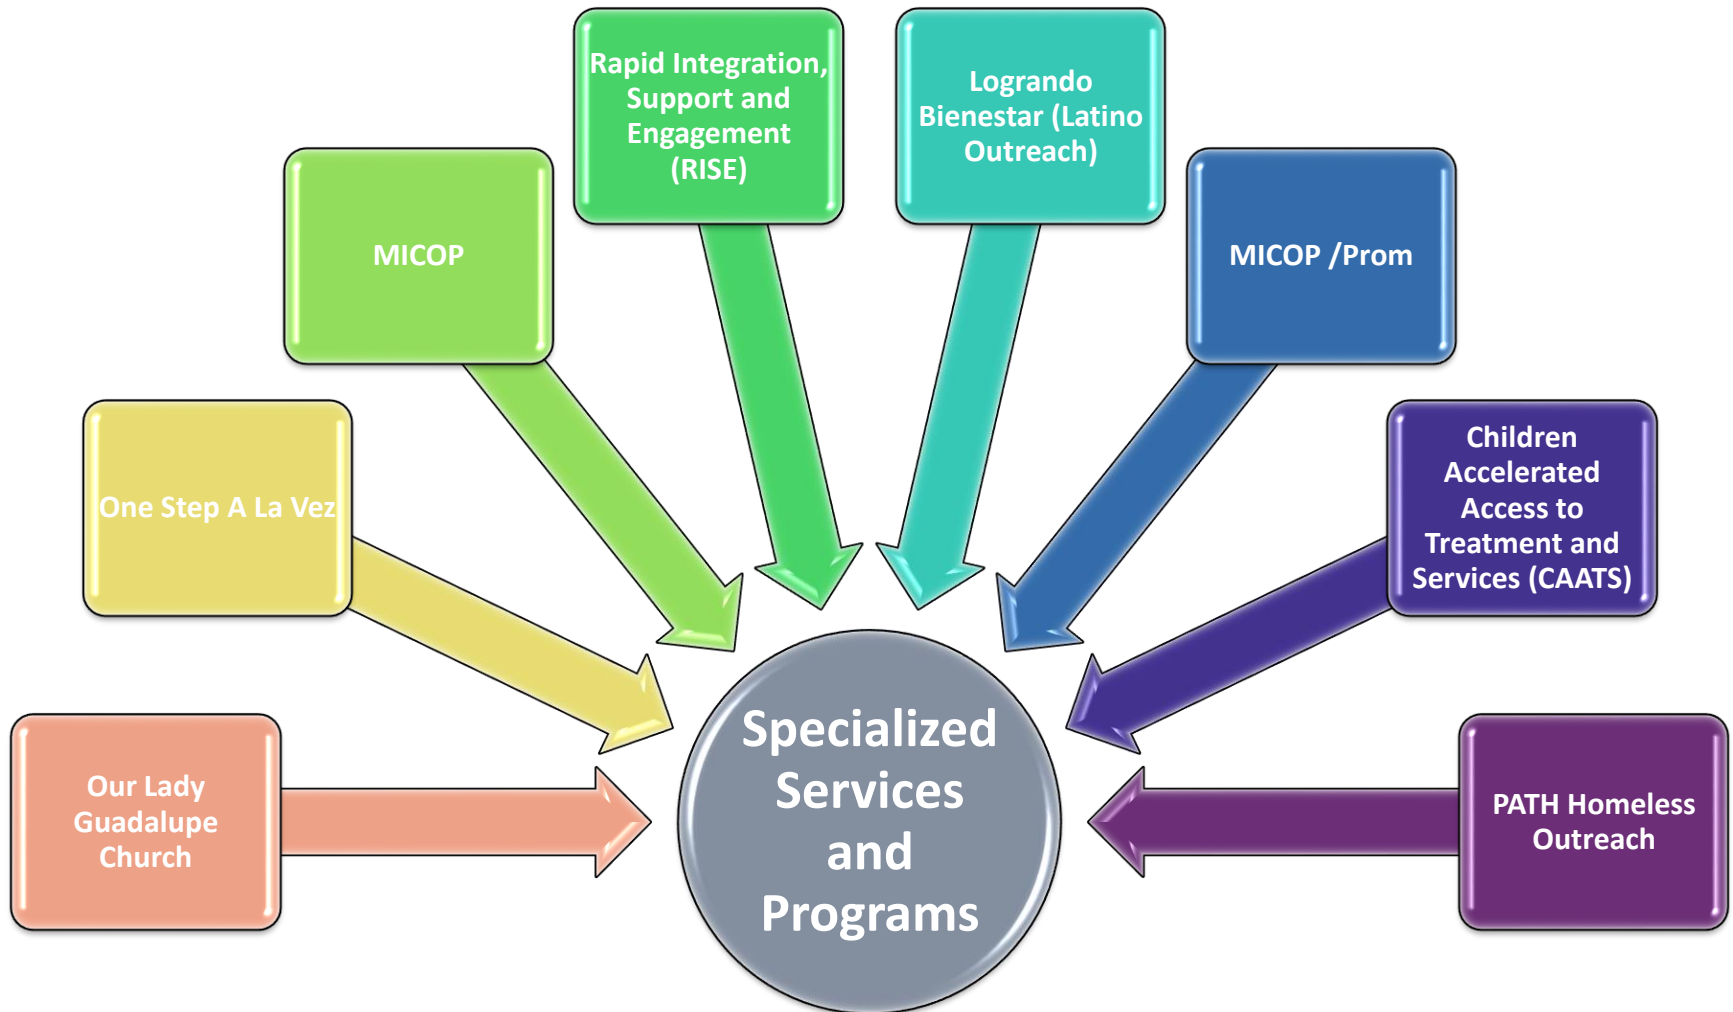 Rapid Integration,
Support and
Engagement
(RISE)
Logrando
Bienestar (Latino
Outreach)
MICOP
MICOP /Prom
One Step A La Vez
Children
Accelerated
Access to
Treatment and
Services (CAATS)
Our Lady
Guadalupe
Church
Specialized
Services
and
Programs
PATH Homeless
Outreach